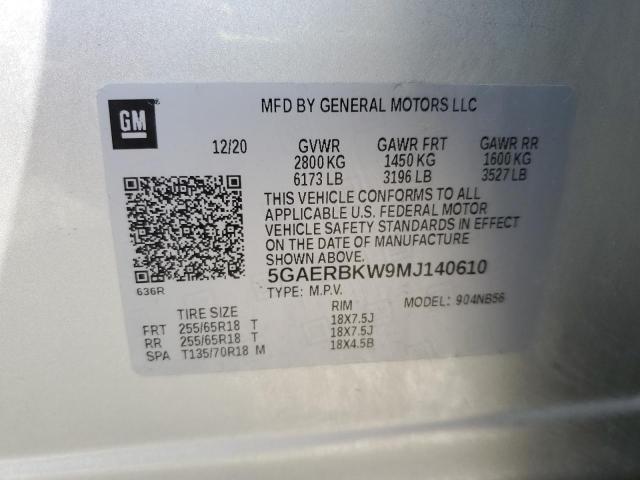 GM
MFD BY GENERAL MOTORS LLC
12/20 GVWR GAWR FRT GAWR RR
2800 KG 1450 KG 1600 KG
6173 LB 3196 LB 3527 LB
THIS VEHICLE CONFORMS TO ALL
APPLICABLE U.S. FEDERAL MOTOR
VEHICLE SAFETY STANDARDS IN EFFECT
ON THE DATE OF MANUFACTURE
SHOWN ABOVE.
636R
5GAERBKW9MJ140610
TYPE: M.P.V. MODEL: 904NB56
TIRE SIZE RIM
FRT 255/65R18 T 18X7.5J
RR 255/65R18 T 18X7.5J
SPA T135/70R18 M 18X4.5B